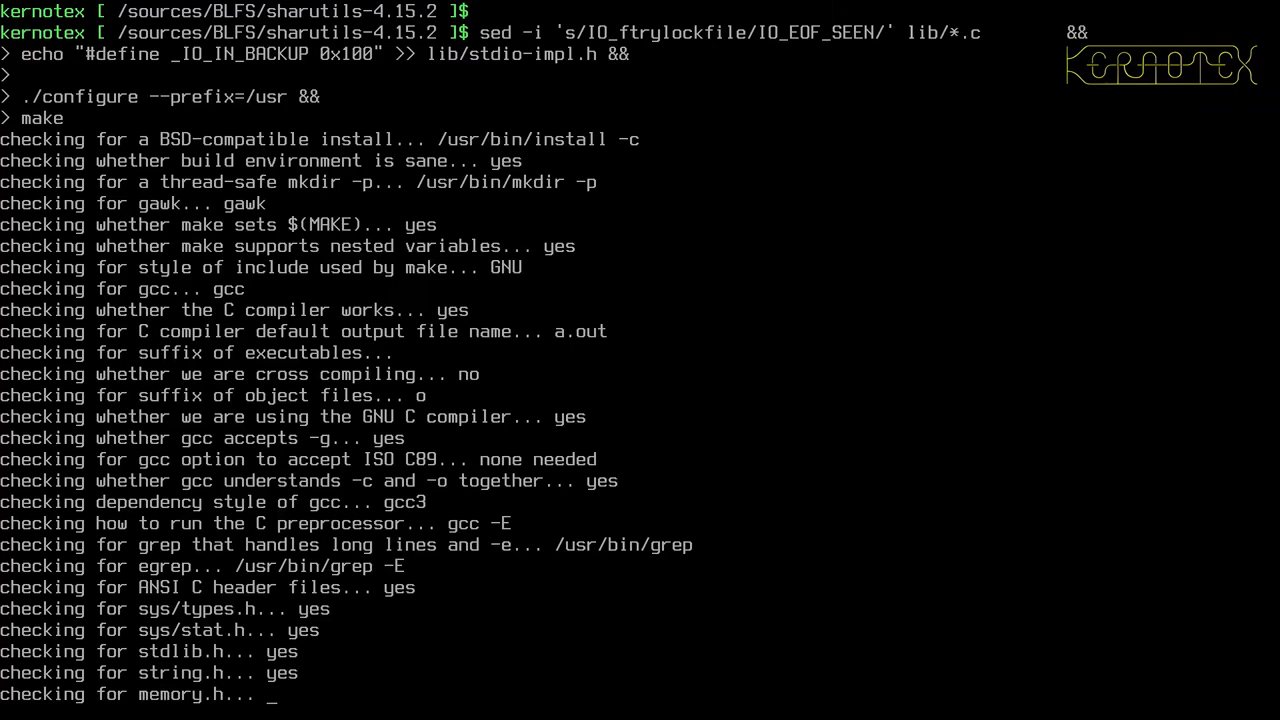 kernotex [ /sources/BLFS/sharutils-4.15.2 ]$
kernotex [ /sources/BLFS/sharutils-4.15.2 ]$ sed -i 's/IO_ftrylockfile/IO_EOF_SEEN/' lib/*.c        &&
> echo "#define _IO_IN_BACKUP 0x100" >> lib/stdio-impl.h &&
>
> ./configure --prefix=/usr &&
> make
KERNOTEX
checking for a BSD-compatible install... /usr/bin/install -c
checking whether build environment is sane... yes
checking for a thread-safe mkdir -p... /usr/bin/mkdir -p
checking for gawk... gawk
checking whether make sets $(MAKE)... yes
checking whether make supports nested variables... yes
checking for style of include used by make... GNU
checking for gcc... gcc
checking whether the C compiler works... yes
checking for C compiler default output file name... a.out
checking for suffix of executables...
checking whether we are cross compiling... no
checking for suffix of object files... o
checking whether we are using the GNU C compiler... yes
checking whether gcc accepts -g... yes
checking for gcc option to accept ISO C89... none needed
checking whether gcc understands -c and -o together... yes
checking dependency style of gcc... gcc3
checking how to run the C preprocessor... gcc -E
checking for grep that handles long lines and -e... /usr/bin/grep
checking for egrep... /usr/bin/grep -E
checking for ANSI C header files... yes
checking for sys/types.h... yes
checking for sys/stat.h... yes
checking for stdlib.h... yes
checking for string.h... yes
checking for memory.h... _